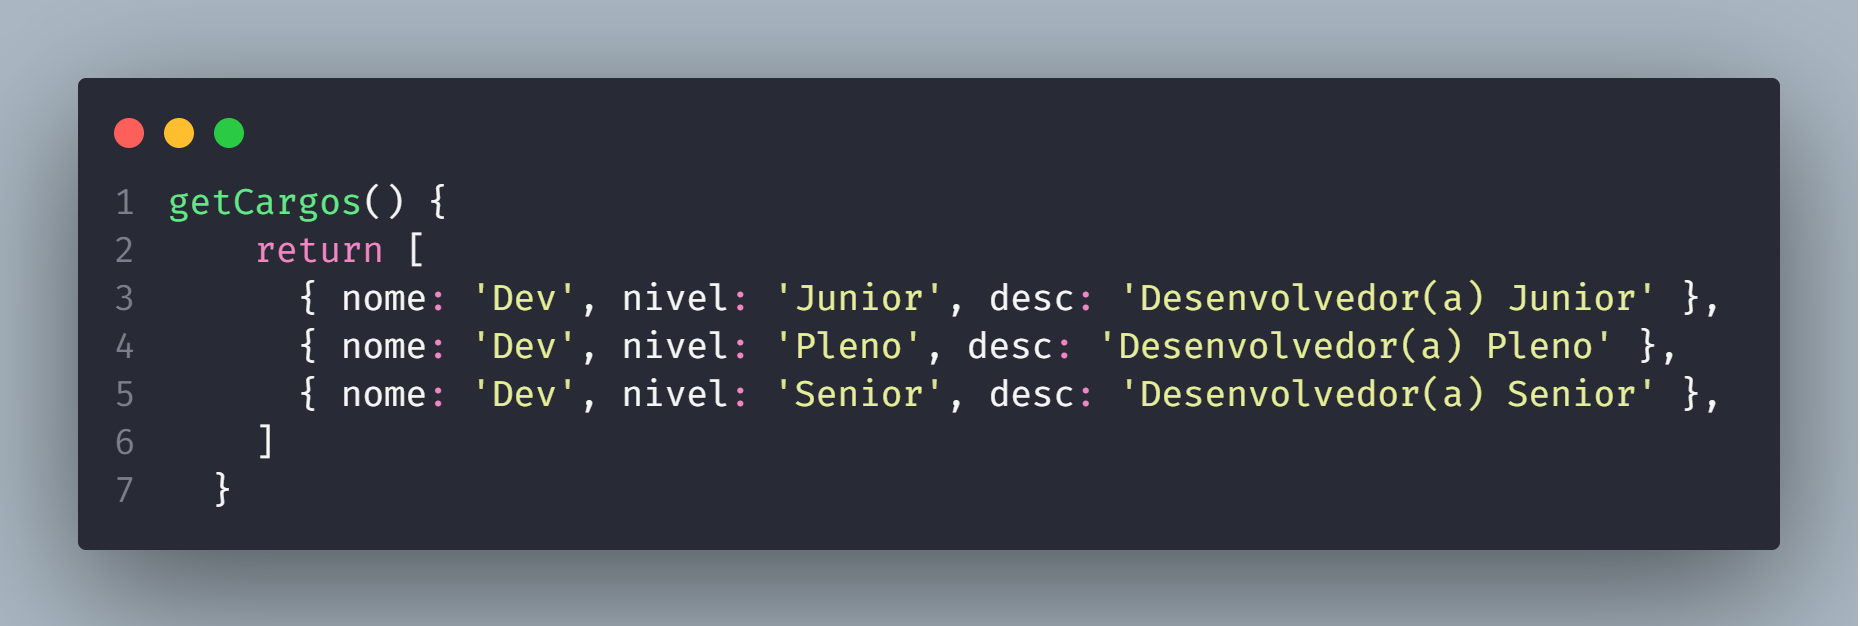 1 getCargos() {
2     return [
3       { nome: 'Dev', nivel: 'Junior', desc: 'Desenvolvedor(a) Junior' },
4       { nome: 'Dev', nivel: 'Pleno', desc: 'Desenvolvedor(a) Pleno' },
5       { nome: 'Dev', nivel: 'Senior', desc: 'Desenvolvedor(a) Senior' },
6     ]
7   }